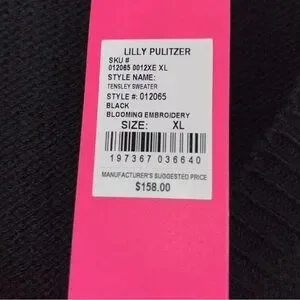 LILLY PULITZER
SKU #
012065 0012XE XL
STYLE NAME:
TENSLEY SWEATER
STYLE #: 012065
BLACK
BLOOMING EMBROIDERY
SIZE: XL
197367 036640
MANUFACTURER'S SUGGESTED PRICE
$158.00